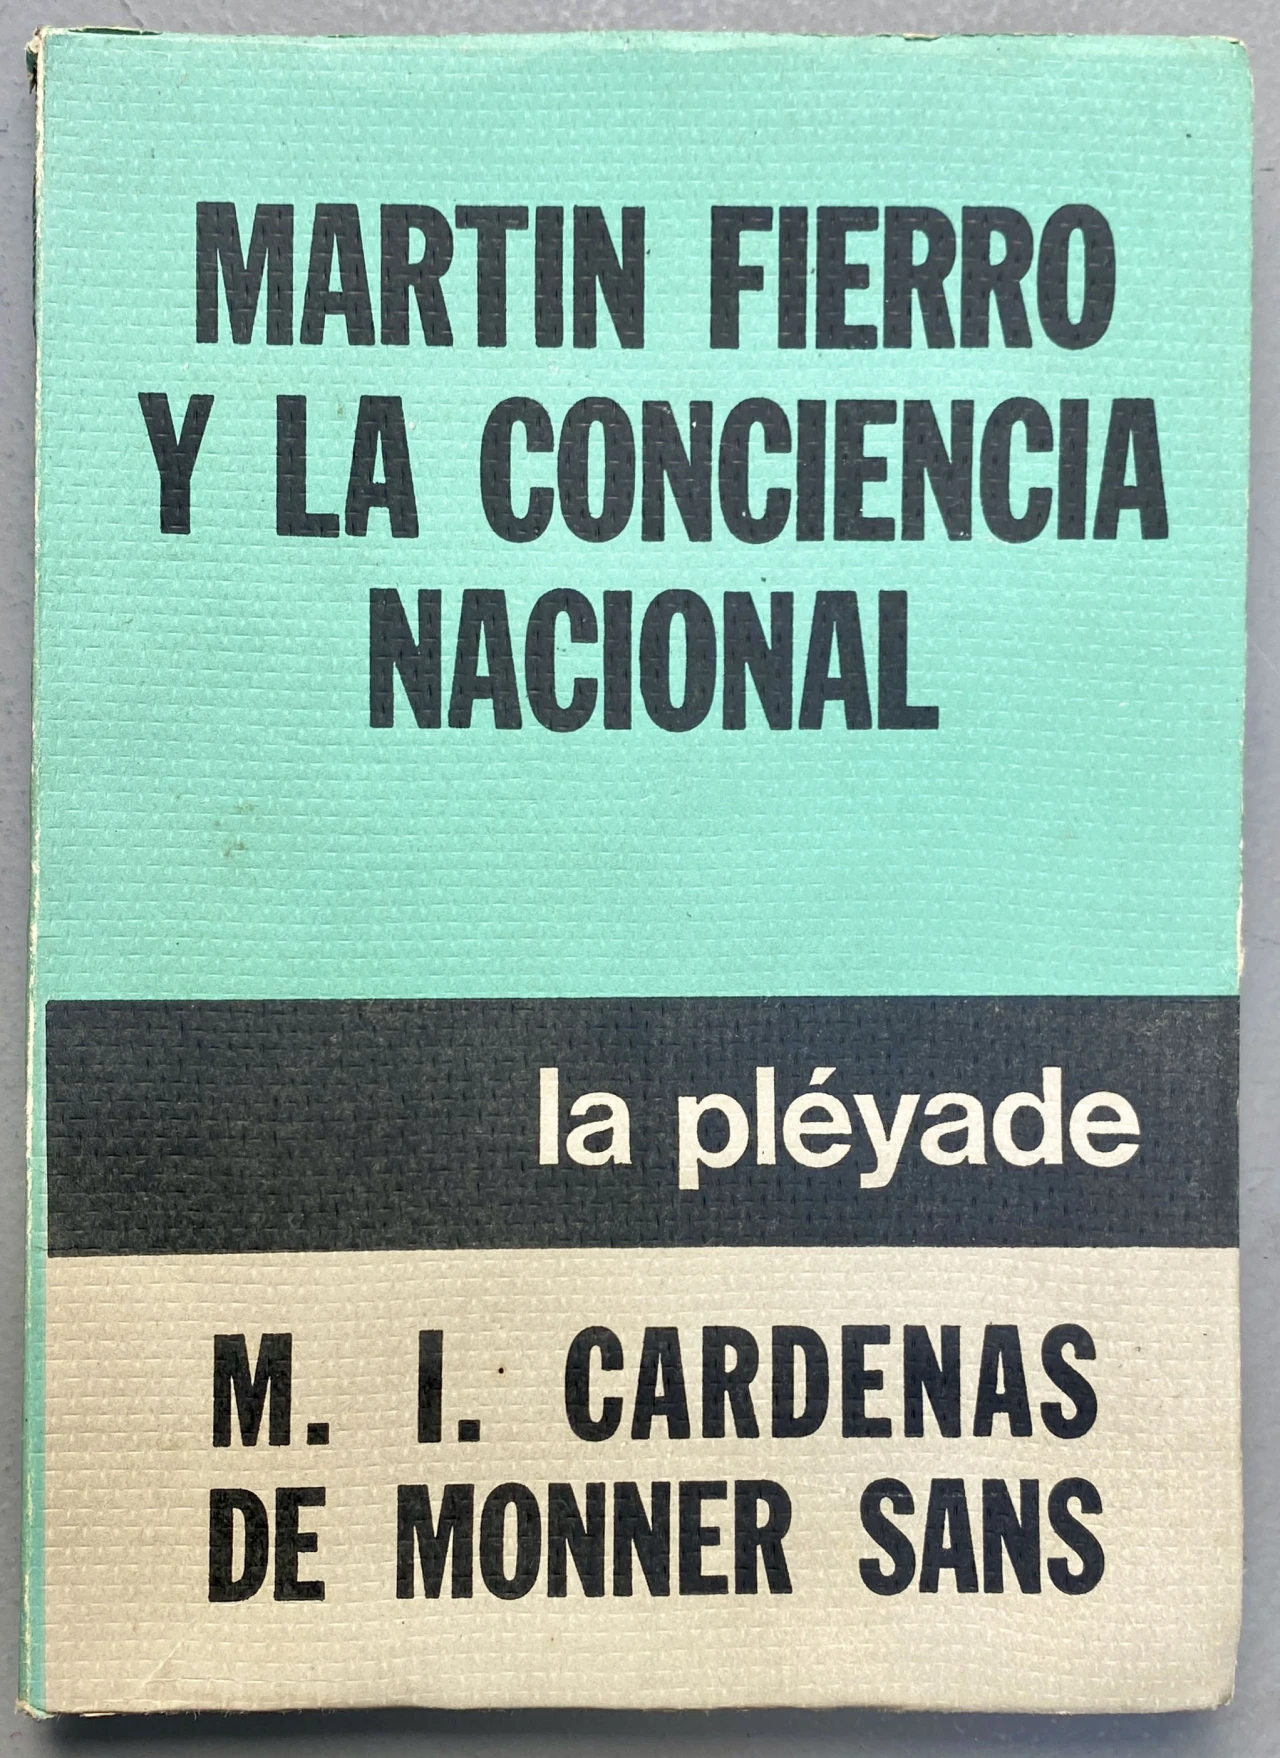 MARTIN FIERRO
Y LA CONCIENCIA
NACIONAL
la pléyade
M. I. CARDENAS
DE MONNER SANS